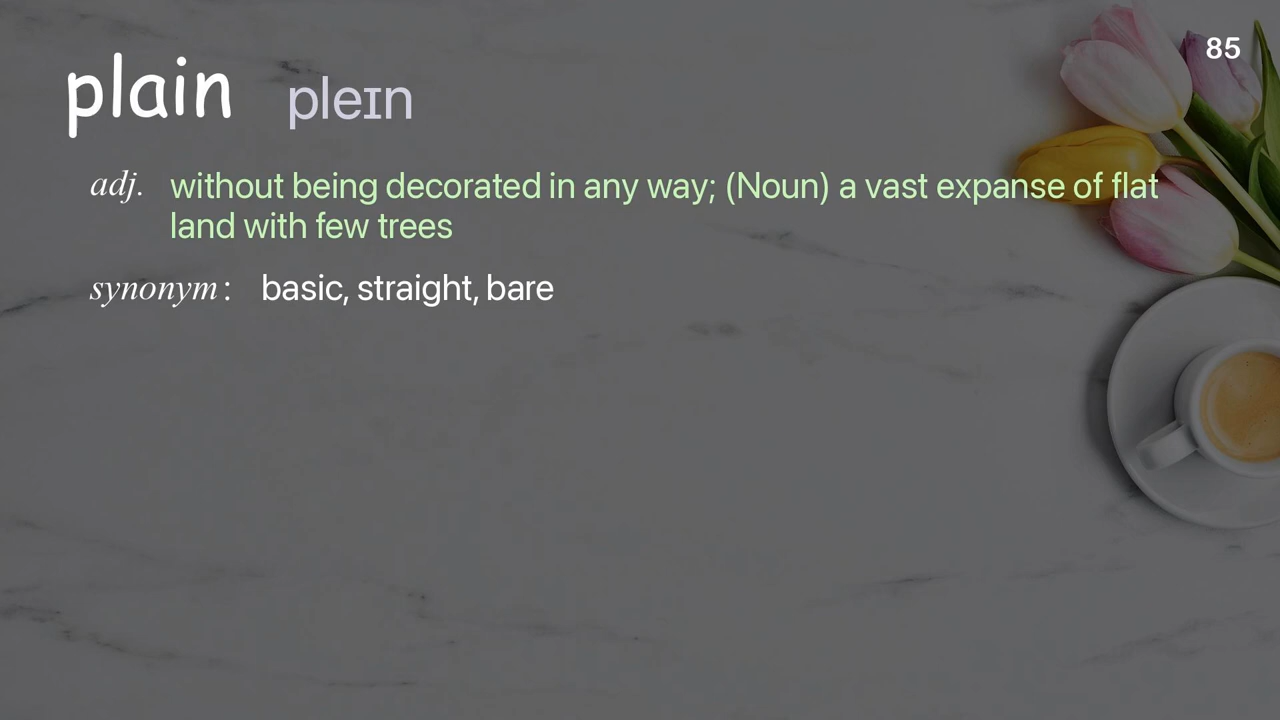 85
plain pleɪn
adj. without being decorated in any way; (Noun) a vast expanse of flat
land with few trees
synonym: basic, straight, bare